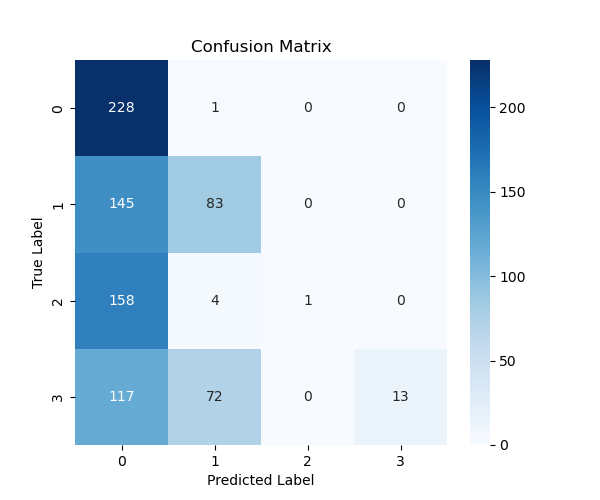 Confusion Matrix
True Label
0 228 1 0 0
1 145 83 0 0
2 158 4 1 0
3 117 72 0 13
0 1 2 3
Predicted Label
200
150
100
50
0